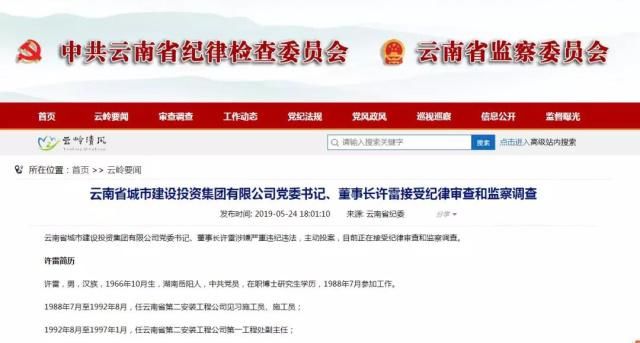 中共云南省纪律检查委员会 云南省监察委员会
首页 云岭要闻 审查调查 工作动态 党纪法规 党风政风 巡视巡察 信息公开 监督曝光
云岭清风 请输入搜索关键字 搜索 点击进入高级站内搜索
所在位置：首页 >> 云岭要闻
云南省城市建设投资集团有限公司党委书记、董事长许雷接受纪律审查和监察调查
发布时间: 2019-05-24 18:01:10 来源: 云南省纪委 分享
云南省城市建设投资集团有限公司党委书记、董事长许雷涉嫌严重违纪违法，主动投案，目前正在接受纪律审查和监察调查。
许雷简历
许雷，男，汉族，1966年10月生，湖南岳阳人，中共党员，在职博士研究生学历，1988年7月参加工作。
1988年7月至1992年8月，任云南省第二安装工程公司见习施工员、施工员；
1992年8月至1997年1月，任云南省第二安装工程公司第一工程处副主任；